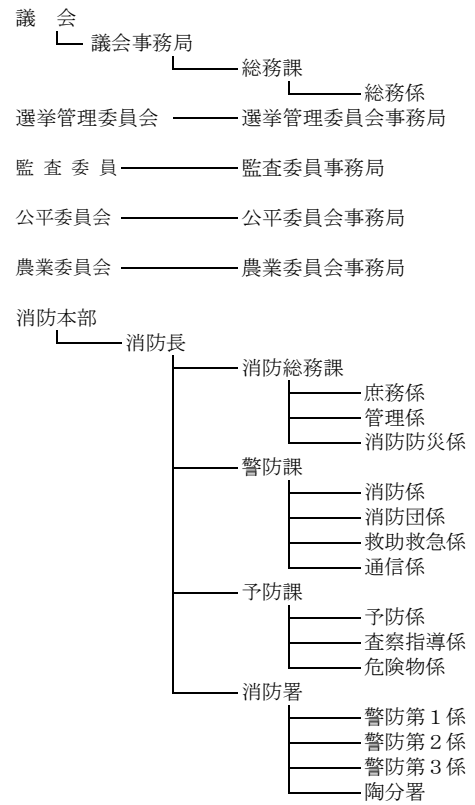 議　会
議会事務局
総務課
総務係
選挙管理委員会　選挙管理委員会事務局
監 査 委 員　監査委員事務局
公平委員会　公平委員会事務局
農業委員会　農業委員会事務局
消防本部
消防長
消防総務課
庶務係
管理係
消防防災係
警防課
消防係
消防団係
救助救急係
通信係
予防課
予防係
査察指導係
危険物係
消防署
警防第１係
警防第２係
警防第３係
陶分署